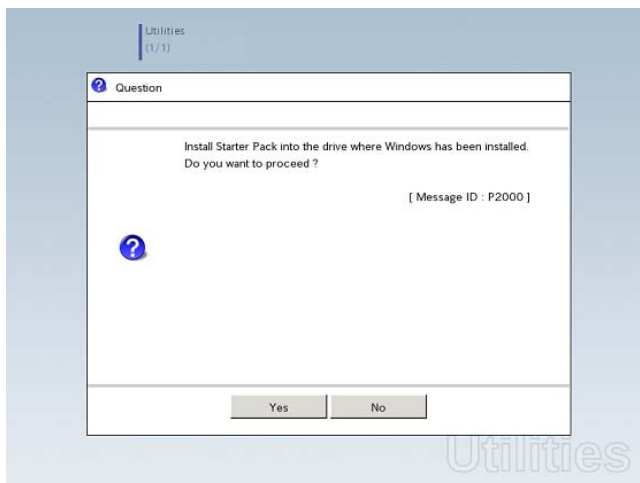 Utilities
(1/1)
Question
Install Starter Pack into the drive where Windows has been installed.
Do you want to proceed ?
[ Message ID : P2000 ]
Yes No
Utilities